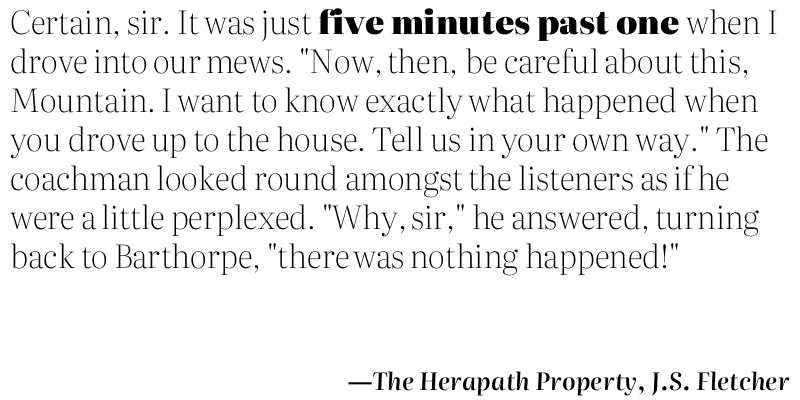 Certain, sir. It was just five minutes past one when I
drove into our mews. "Now, then, be careful about this,
Mountain. I want to know exactly what happened when
you drove up to the house. Tell us in your own way." The
coachman looked round amongst the listeners as if he
were a little perplexed. "Why, sir," he answered, turning
back to Barthorpe, "there was nothing happened!"
—The Herapath Property, J.S. Fletcher